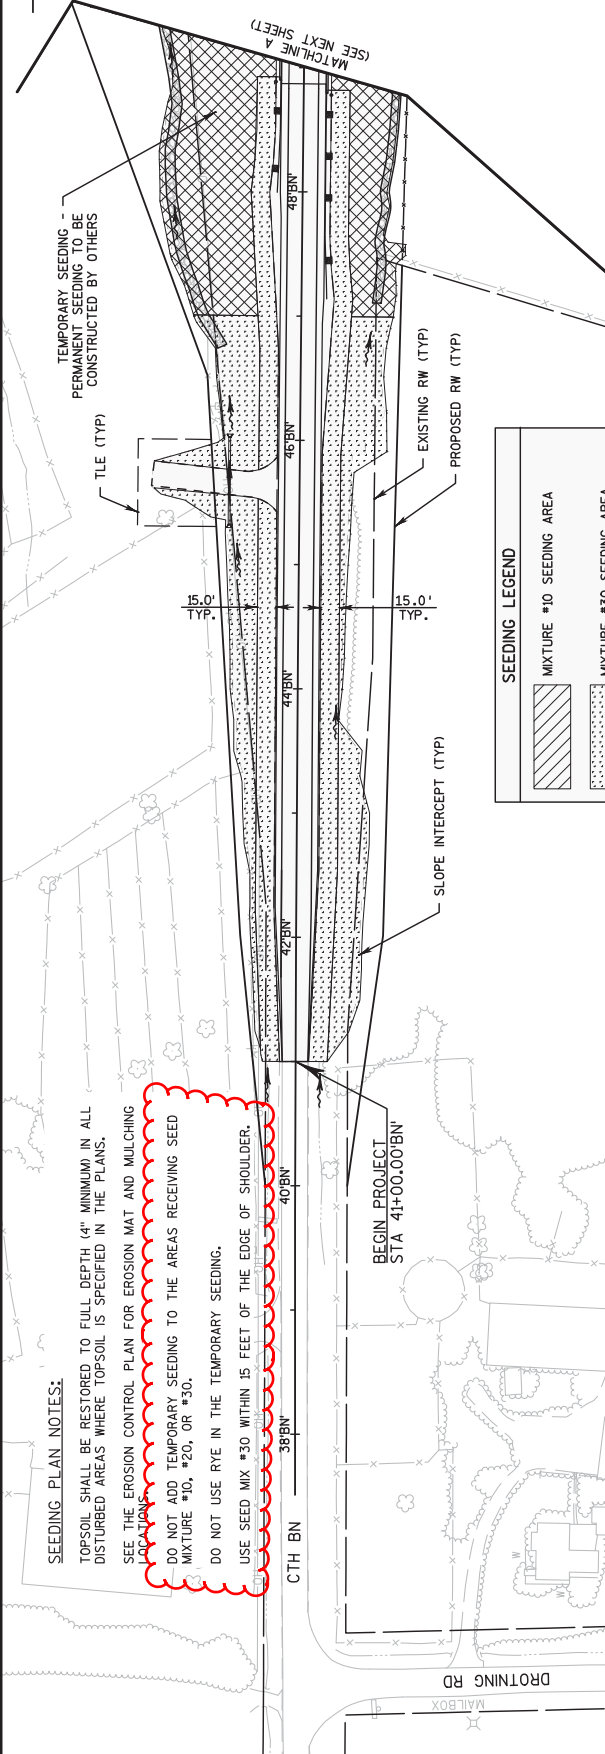 SEEDING PLAN NOTES:
TOPSOIL SHALL BE RESTORED TO FULL DEPTH (4" MINIMUM) IN ALL
DISTURBED AREAS WHERE TOPSOIL IS SPECIFIED IN THE PLANS.
SEE THE EROSION CONTROL PLAN FOR EROSION MAT AND MULCHING
LOCATIONS.
DO NOT ADD TEMPORARY SEEDING TO THE AREAS RECEIVING SEED
MIXTURE #10, #20, OR #30.
DO NOT USE RYE IN THE TEMPORARY SEEDING.
USE SEED MIX #30 WITHIN 15 FEET OF THE EDGE OF SHOULDER.
TEMPORARY SEEDING -
PERMANENT SEEDING TO BE
CONSTRUCTED BY OTHERS
TLE (TYP)
MATCHLINE A
(SEE NEXT SHEET)
15.0'
TYP.
15.0'
TYP.
CTH BN
38'BN'
40'BN'
42'BN'
44'BN'
46'BN'
48'BN'
BEGIN PROJECT
STA 41+00.00'BN'
SLOPE INTERCEPT (TYP)
EXISTING RW (TYP)
PROPOSED RW (TYP)
SEEDING LEGEND
MIXTURE #10 SEEDING AREA
MIXTURE #30 SEEDING AREA
DROTNING RD
MAILBOX
W
W